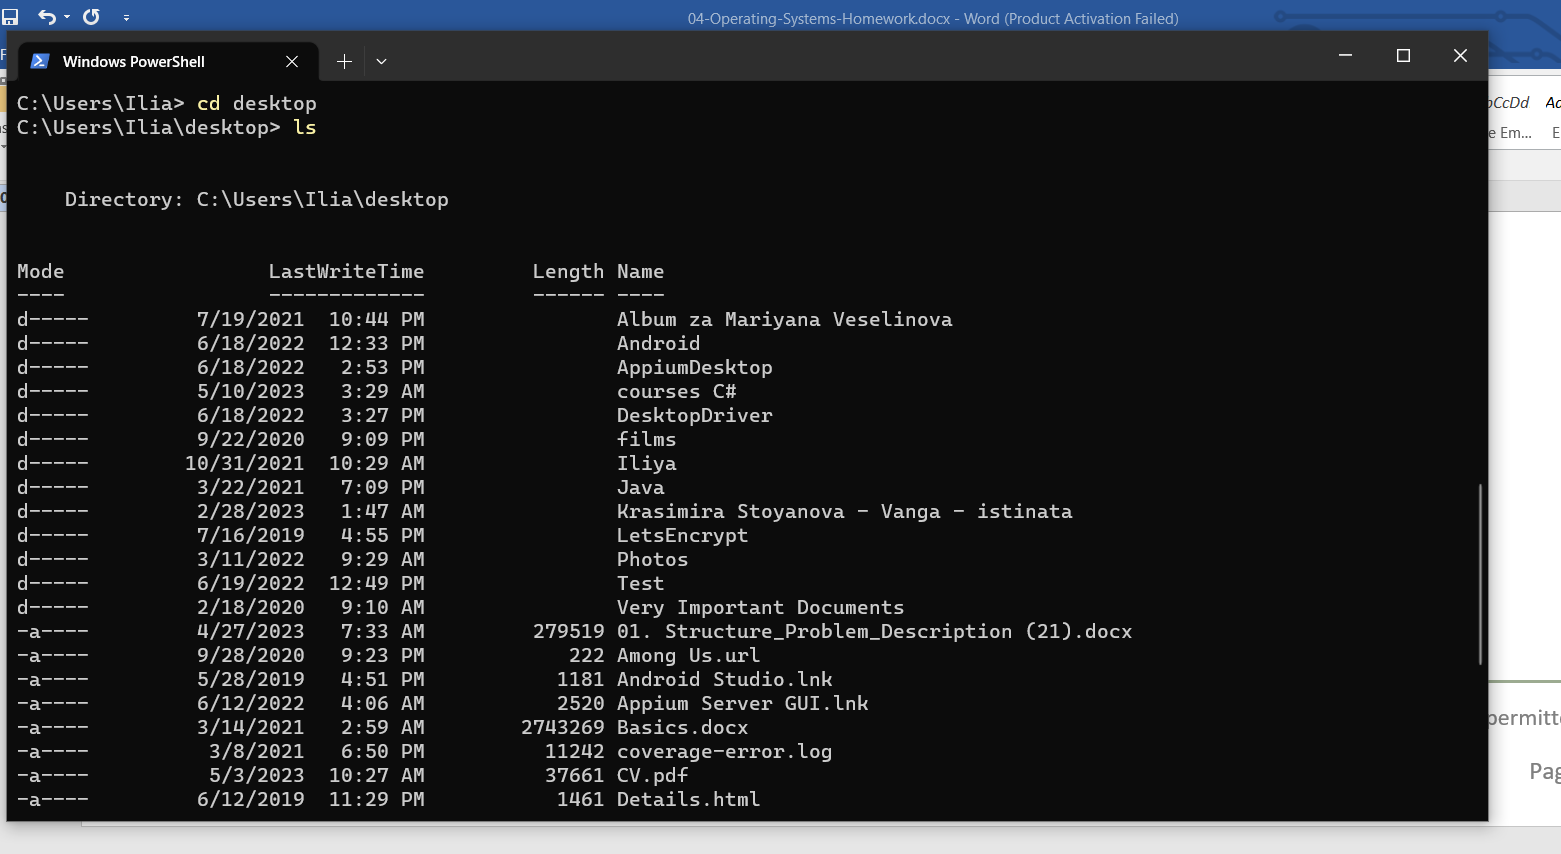 04-Operating-Systems-Homework.docx - Word (Product Activation Failed)
Windows PowerShell
C:\Users\Ilia> cd desktop
C:\Users\Ilia\desktop> ls
Directory: C:\Users\Ilia\desktop
Mode LastWriteTime Length Name
---- ------------- ------ ----
d----- 7/19/2021 10:44 PM Album za Mariyana Veselinova
d----- 6/18/2022 12:33 PM Android
d----- 6/18/2022 2:53 PM AppiumDesktop
d----- 5/10/2023 3:29 AM courses C#
d----- 6/18/2022 3:27 PM DesktopDriver
d----- 9/22/2020 9:09 PM films
d----- 10/31/2021 10:29 AM Iliya
d----- 3/22/2021 7:09 PM Java
d----- 2/28/2023 1:47 AM Krasimira Stoyanova - Vanga - istinata
d----- 7/16/2019 4:55 PM LetsEncrypt
d----- 3/11/2022 9:29 AM Photos
d----- 6/19/2022 12:49 PM Test
d----- 2/18/2020 9:10 AM Very Important Documents
-a---- 4/27/2023 7:33 AM 279519 01. Structure_Problem_Description (21).docx
-a---- 9/28/2020 9:23 PM 222 Among Us.url
-a---- 5/28/2019 4:51 PM 1181 Android Studio.lnk
-a---- 6/12/2022 4:06 AM 2520 Appium Server GUI.lnk
-a---- 3/14/2021 2:59 AM 2743269 Basics.docx
-a---- 3/8/2021 6:50 PM 11242 coverage-error.log
-a---- 5/3/2023 10:27 AM 37661 CV.pdf
-a---- 6/12/2019 11:29 PM 1461 Details.html